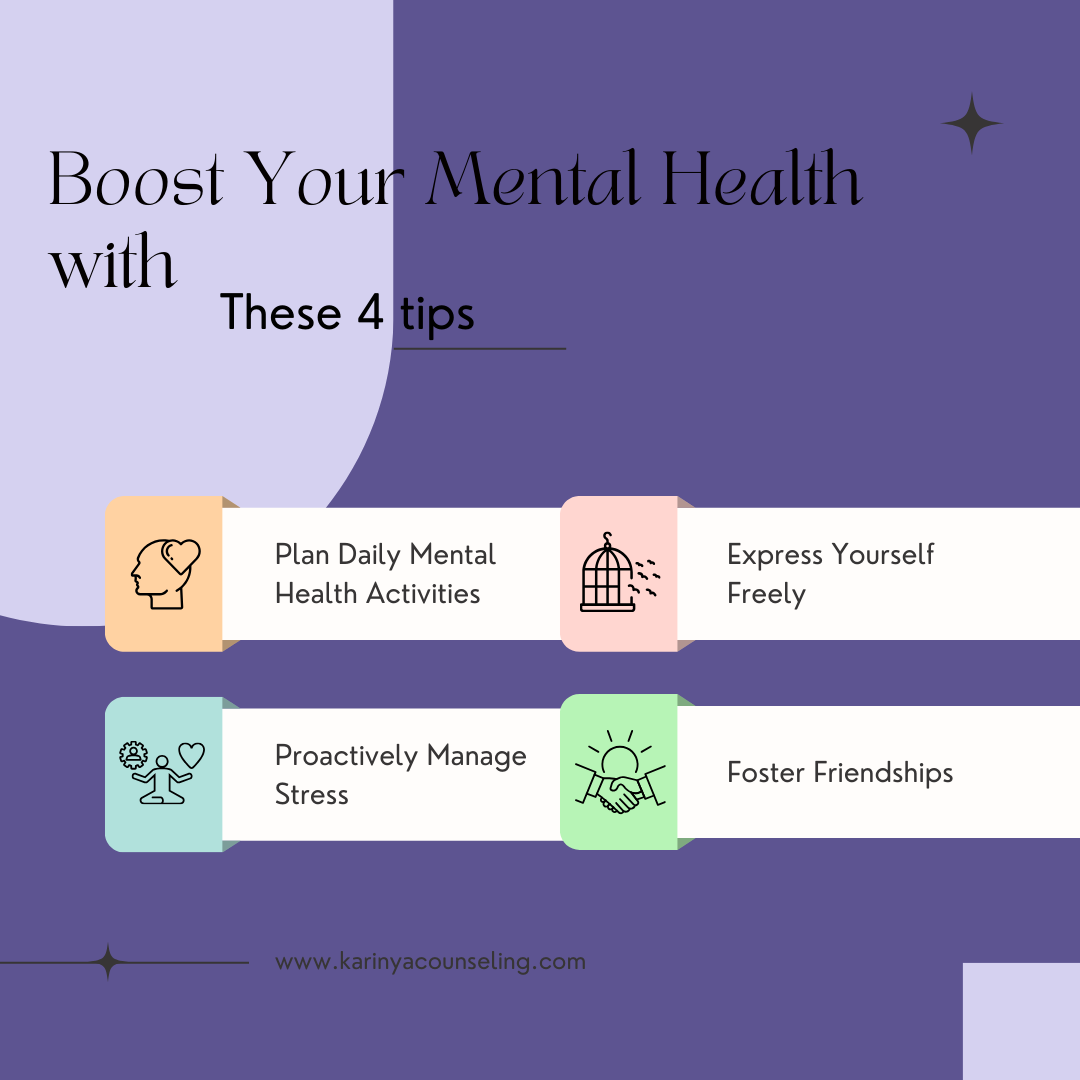 Boost Your Mental Health
with
These 4 tips
Plan Daily Mental
Health Activities
Express Yourself
Freely
Proactively Manage
Stress
Foster Friendships
www.karinyacounseling.com